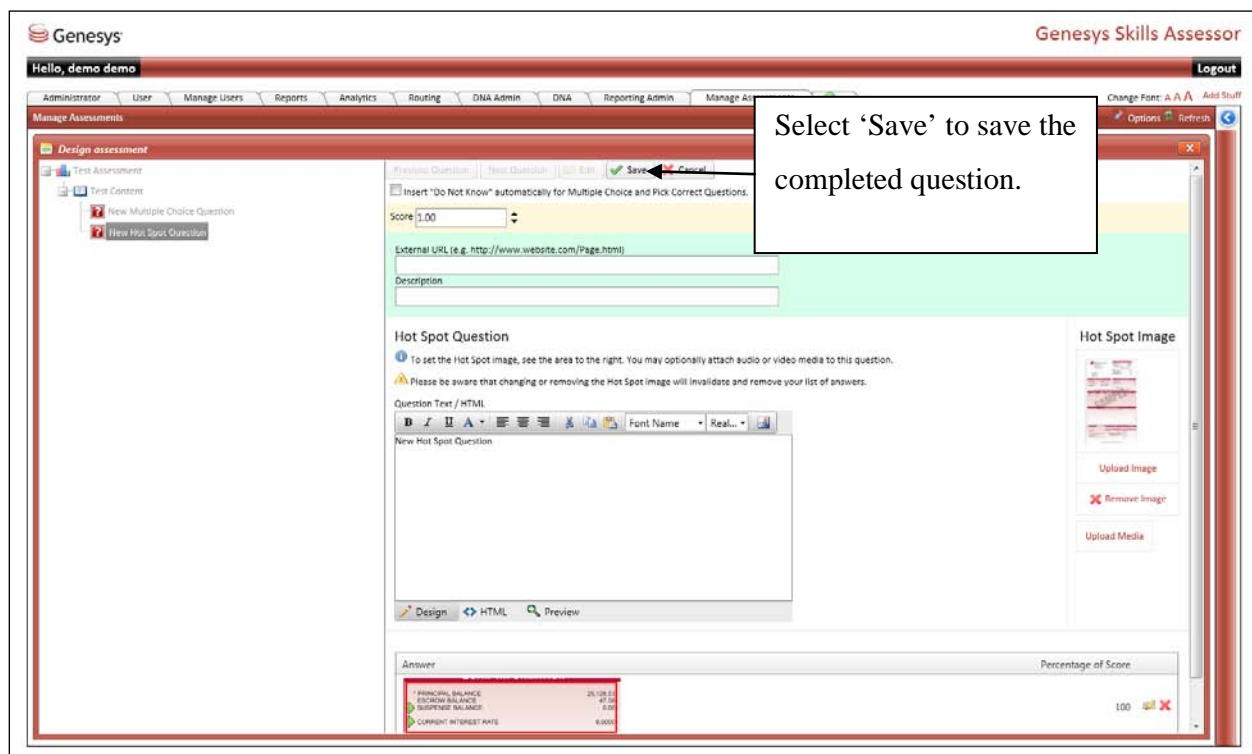 Genesys
Genesys Skills Assessor
Hello, demo demo
Logout
Administrator User Manage Users Reports Analytics Routing DNA Admin DNA Reporting Admin Manage
Change Font: A A A Add Stuff
Manage Assessments
Options Refresh
Select ‘Save’ to save the
completed question.
Design assessment
Test Assessment
Test Content
New Multiple Choice Question
New Hot Spot Question
Previous Question Next Question Edit Save Cancel
Insert "Do Not Know" automatically for Multiple Choice and Pick Correct Questions.
Score 1.00
External URL (e.g. http://www.website.com/Page.html)
Description
Hot Spot Question
To set the Hot Spot image, see the area to the right. You may optionally attach audio or video media to this question.
Please be aware that changing or removing the Hot Spot image will invalidate and remove your list of answers.
Question Text / HTML
B I U A Font Name Real...
New Hot Spot Question
Design HTML Preview
Hot Spot Image
SAMPLE
Upload Image
Remove Image
Upload Media
Answer Percentage of Score
* PRINCIPAL BALANCE
ESCROW BALANCE
SUSPENSE BALANCE 0.00
CURRENT INTEREST RATE
100